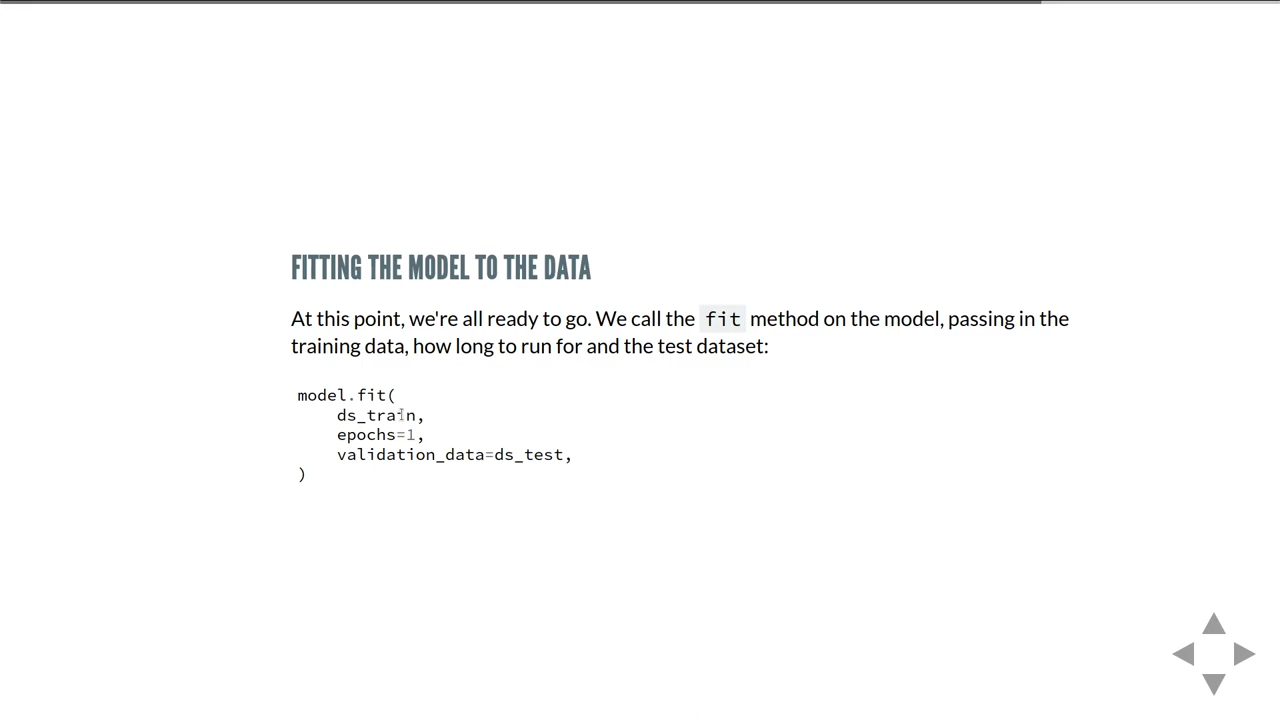 FITTING THE MODEL TO THE DATA
At this point, we're all ready to go. We call the fit method on the model, passing in the
training data, how long to run for and the test dataset:
model.fit(
    ds_train,
    epochs=1,
    validation_data=ds_test,
)